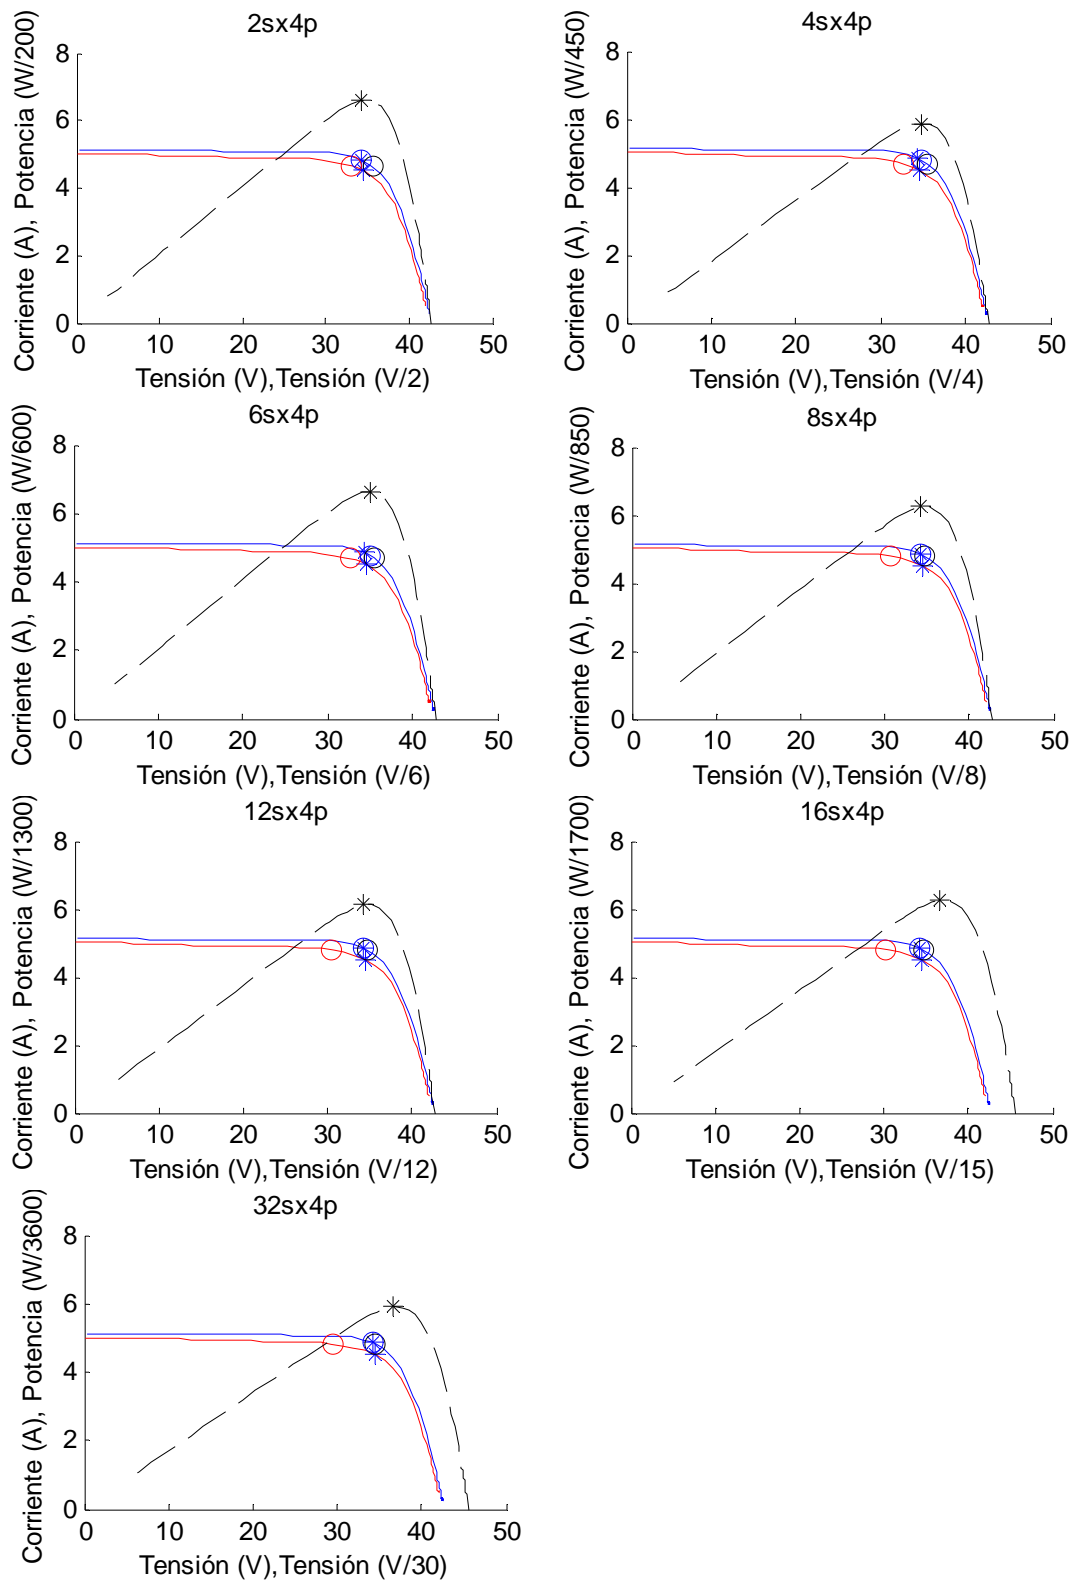 2sx4p
Corriente (A), Potencia (W/200)
8
6
4
2
0
0 10 20 30 40 50
Tensión (V),Tensión (V/2)
4sx4p
Corriente (A), Potencia (W/450)
8
6
4
2
0
0 10 20 30 40 50
Tensión (V),Tensión (V/4)
6sx4p
Corriente (A), Potencia (W/600)
8
6
4
2
0
0 10 20 30 40 50
Tensión (V),Tensión (V/6)
8sx4p
Corriente (A), Potencia (W/850)
8
6
4
2
0
0 10 20 30 40 50
Tensión (V),Tensión (V/8)
12sx4p
Corriente (A), Potencia (W/1300)
8
6
4
2
0
0 10 20 30 40 50
Tensión (V),Tensión (V/12)
16sx4p
Corriente (A), Potencia (W/1700)
8
6
4
2
0
0 10 20 30 40 50
Tensión (V),Tensión (V/15)
32sx4p
Corriente (A), Potencia (W/3600)
8
6
4
2
0
0 10 20 30 40 50
Tensión (V),Tensión (V/30)